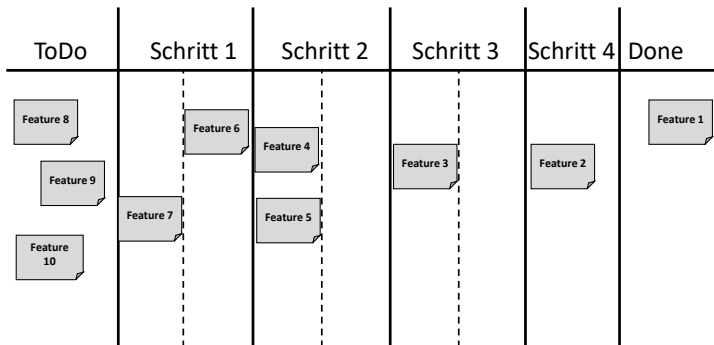 ToDo
Schritt 1
Schritt 2
Schritt 3
Schritt 4
Done
Feature 8
Feature 9
Feature
10
Feature 7
Feature 6
Feature 4
Feature 5
Feature 3
Feature 2
Feature 1